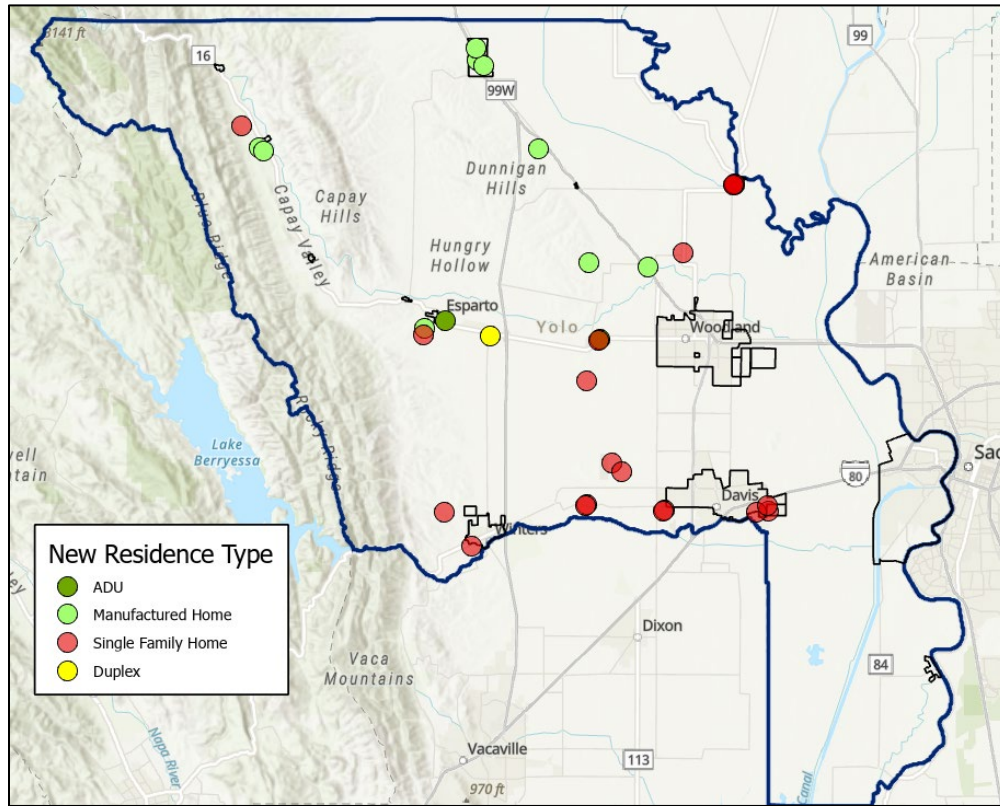 3141 ft
16
99
99W
Dunnigan
Hills
Capay
Hills
Blue Ridge
Capay Valley
Hungry
Hollow
American
Basin
Esparto
Yolo
Woodland
Rocky Ridge
Lake
Berryessa
80
Sac
Davis
Winters
New Residence Type
ADU
Manufactured Home
Single Family Home
Duplex
Dixon
Vaca
Mountains
84
Napa River
Vacaville
113
970 ft
Canal